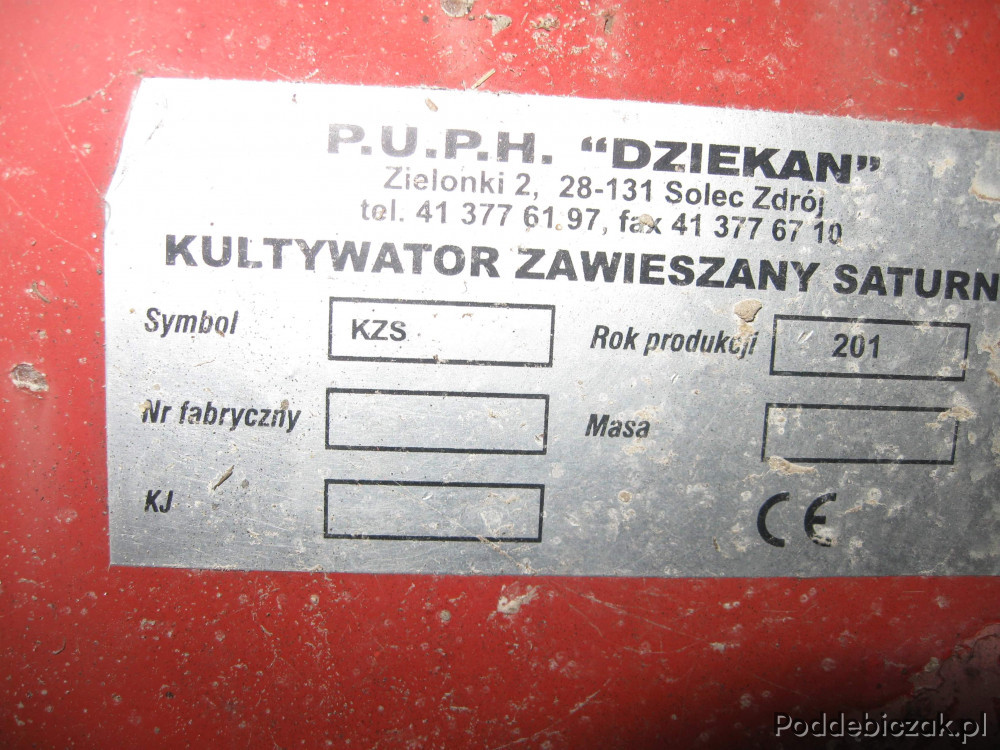 P.U.P.H. "DZIEKAN"
Zielonki 2, 28-131 Solec Zdrój
tel. 41 377 61 97, fax 41 377 67 10
KULTYWATOR ZAWIESZANY SATURN
Symbol KZS Rok produkcji 201
Nr fabryczny Masa
KJ CE
Poddebiczak.pl